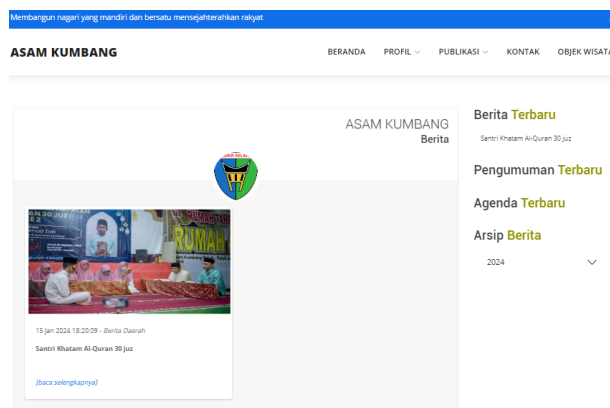 Membangun nagari yang mandiri dan bersatu mensejahterahkan rakyat
ASAM KUMBANG
BERANDA PROFIL PUBLIKASI KONTAK OBJEK WISATA
ASAM KUMBANG
Berita
RUMAH
15 Jan 2024 18:20:09 - Berita Daerah
Santri Khatam Al-Quran 30 juz
[baca selengkapnya]
Berita Terbaru
Santri Khatam Al-Quran 30 juz
Pengumuman Terbaru
Agenda Terbaru
Arsip Berita
2024